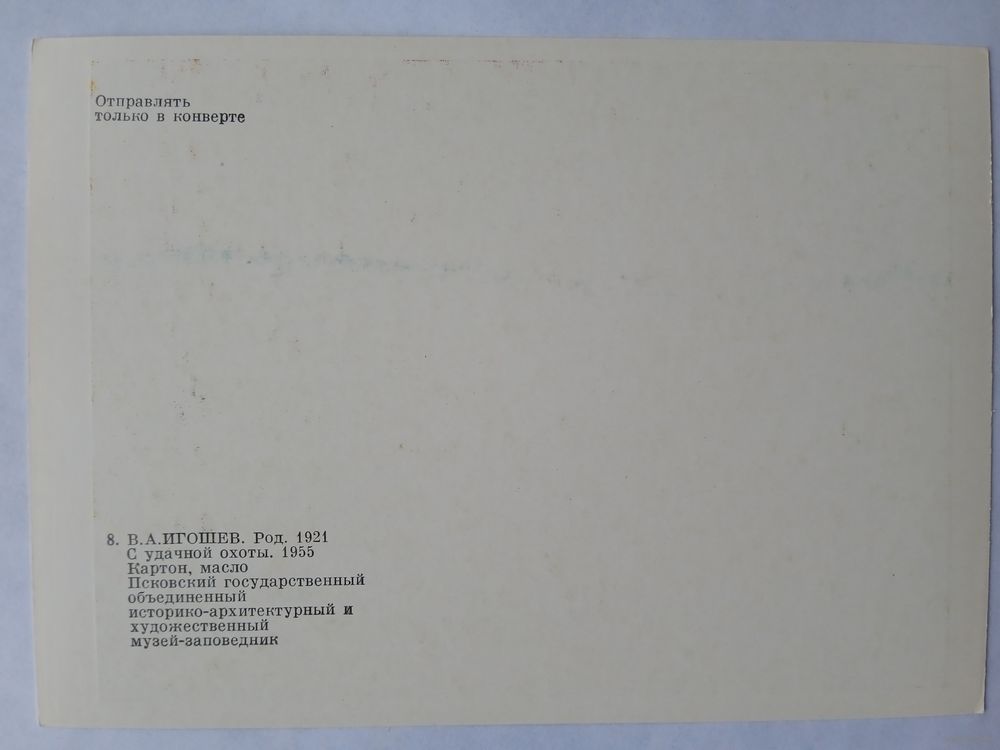 Отправлять
только в конверте
8. В.А.ИГОШЕВ. Род. 1921
С удачной охоты. 1955
Картон, масло
Псковский государственный
объединенный
историко-архитектурный и
художественный
музей-заповедник